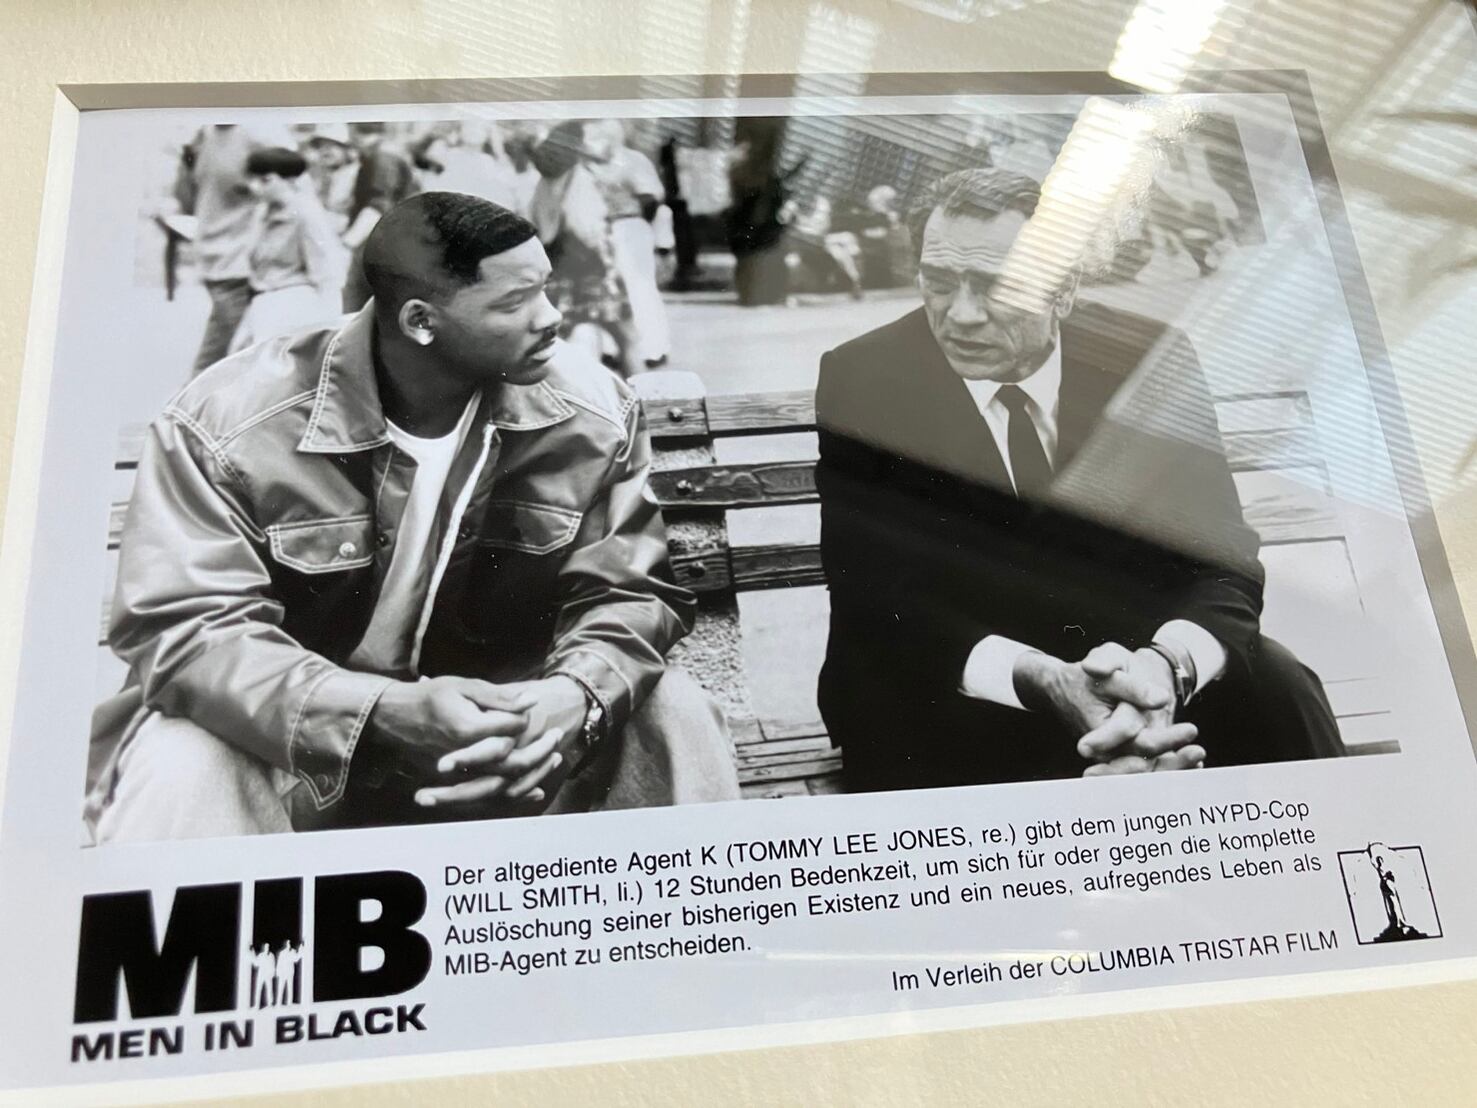 Der altgediente Agent K (TOMMY LEE JONES, re.) gibt dem jungen NYPD-Cop
(WILL SMITH, li.) 12 Stunden Bedenkzeit, um sich für oder gegen die komplette
Auslöschung seiner bisherigen Existenz und ein neues, aufregendes Leben als
MIB-Agent zu entscheiden.
Im Verleih der COLUMBIA TRISTAR FILM
MIB
MEN IN BLACK